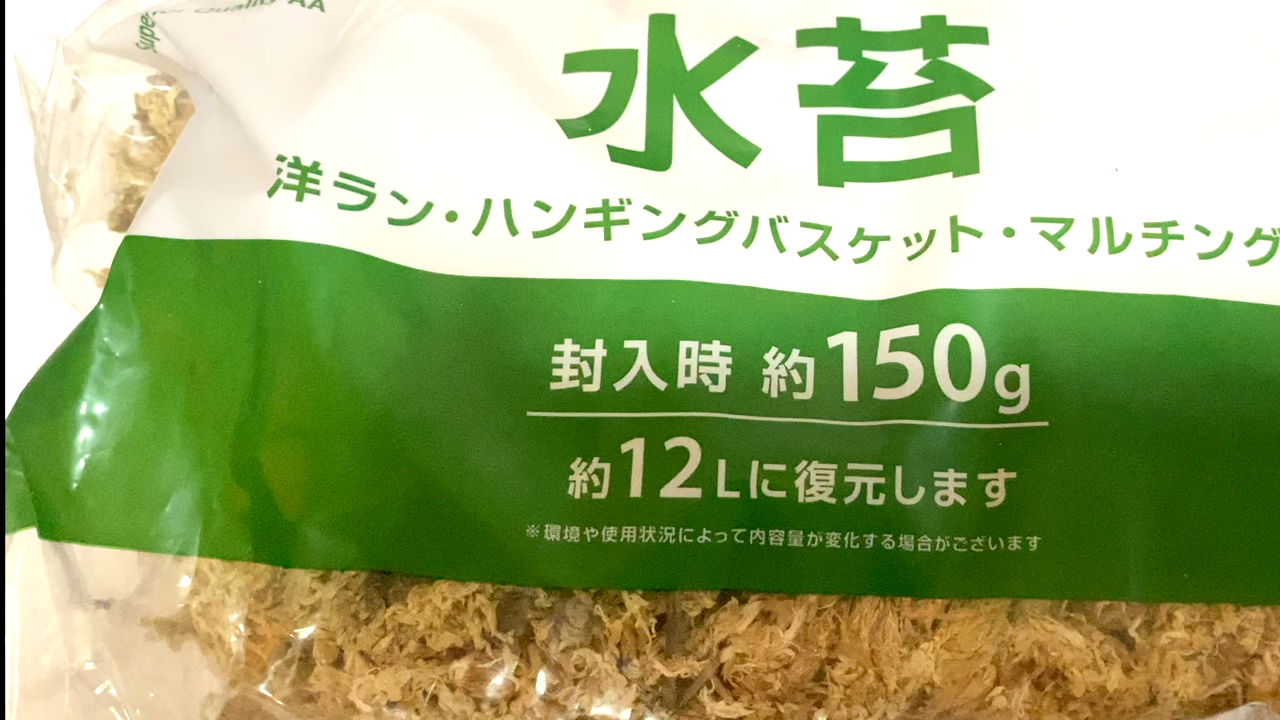 Quality AA
水苔
洋ラン・ハンギングバスケット・マルチング
封入時 約150g
約12Lに復元します
※環境や使用状況によって内容量が変化する場合がございます